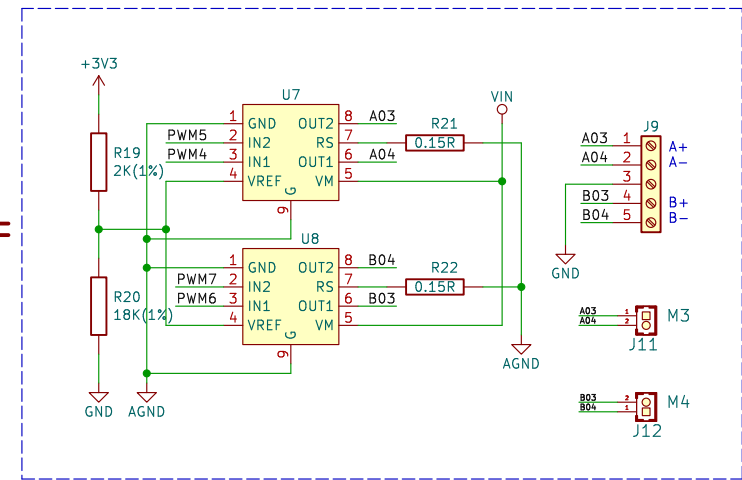 +3V3
R19
2K(1%)
R20
18K(1%)
GND
AGND
U7
1 GND OUT2 8 A03
PWM5 2 IN2 RS 7
PWM4 3 IN1 OUT1 6 A04
4 VREF VM 5
G
9
R21
0.15R
VIN
U8
1 GND OUT2 8 B04
PWM7 2 IN2 RS 7
PWM6 3 IN1 OUT1 6 B03
4 VREF VM 5
G
9
R22
0.15R
AGND
J9
A03 1 A+
A04 2 A-
3
B03 4 B+
B04 5 B-
GND
A03 1
A04 2
M3
J11
B03 2
B04 1
M4
J12